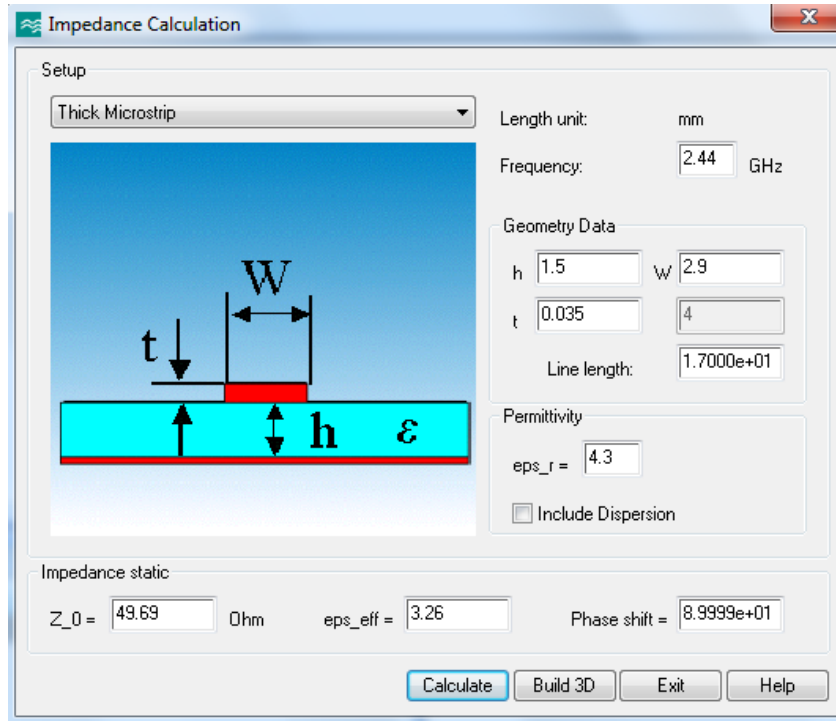 Impedance Calculation
Setup
Thick Microstrip
Length unit: mm
Frequency: 2.44 GHz
Geometry Data
h 1.5 W 2.9
t 0.035 4
Line length: 1.7000e+01
W
t
h ε
Permittivity
eps_r = 4.3
Include Dispersion
Impedance static
Z_0 = 49.69 Ohm eps_eff = 3.26 Phase shift = 8.9999e+01
Calculate Build 3D Exit Help